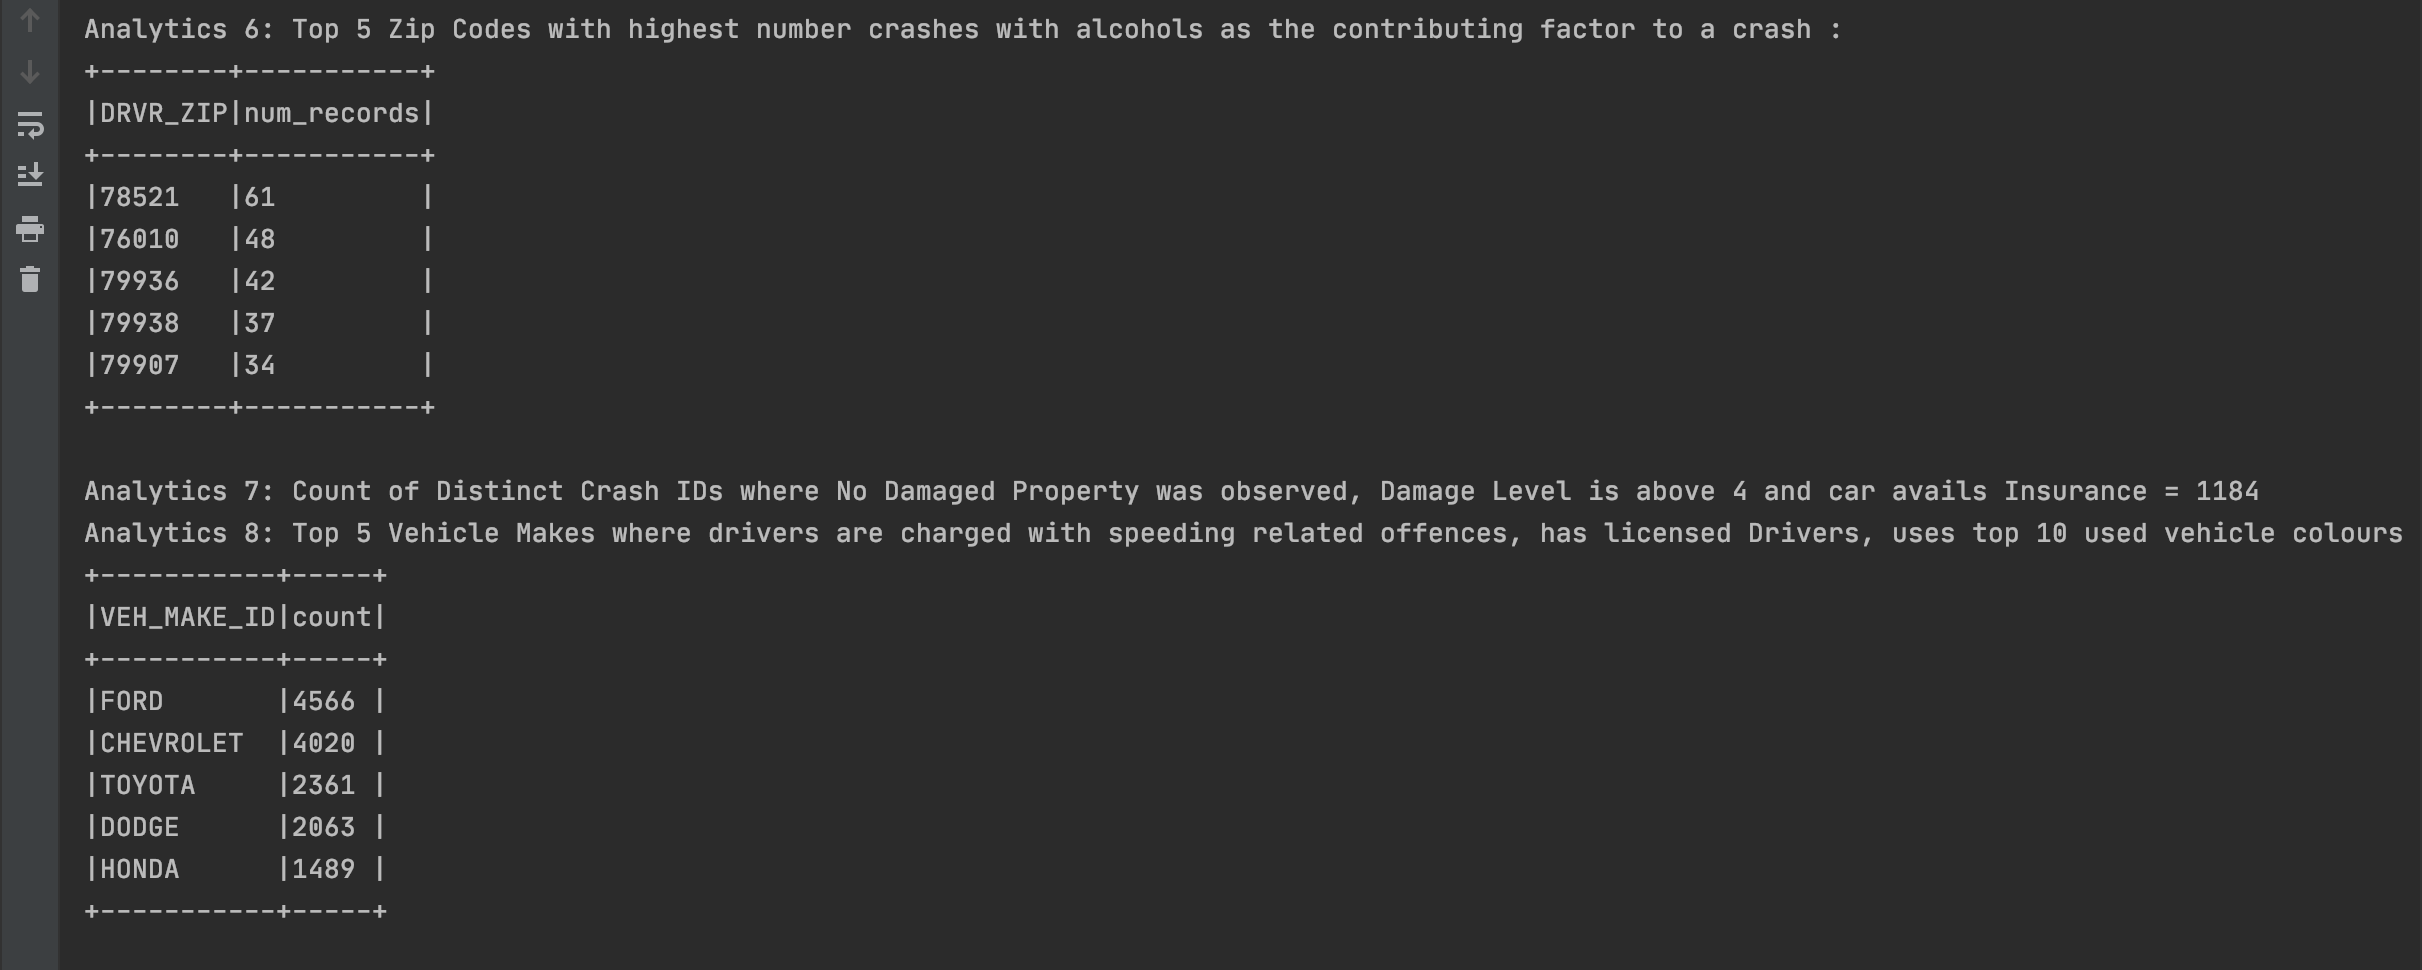 Analytics 6: Top 5 Zip Codes with highest number crashes with alcohols as the contributing factor to a crash :
+--------+-----------+
|DRVR_ZIP|num_records|
+--------+-----------+
|78521   |61         |
|76010   |48         |
|79936   |42         |
|79938   |37         |
|79907   |34         |
+--------+-----------+
Analytics 7: Count of Distinct Crash IDs where No Damaged Property was observed, Damage Level is above 4 and car avails Insurance = 1184
Analytics 8: Top 5 Vehicle Makes where drivers are charged with speeding related offences, has licensed Drivers, uses top 10 used vehicle colours
+-----------+-----+
|VEH_MAKE_ID|count|
+-----------+-----+
|FORD       |4566 |
|CHEVROLET  |4020 |
|TOYOTA     |2361 |
|DODGE      |2063 |
|HONDA      |1489 |
+-----------+-----+